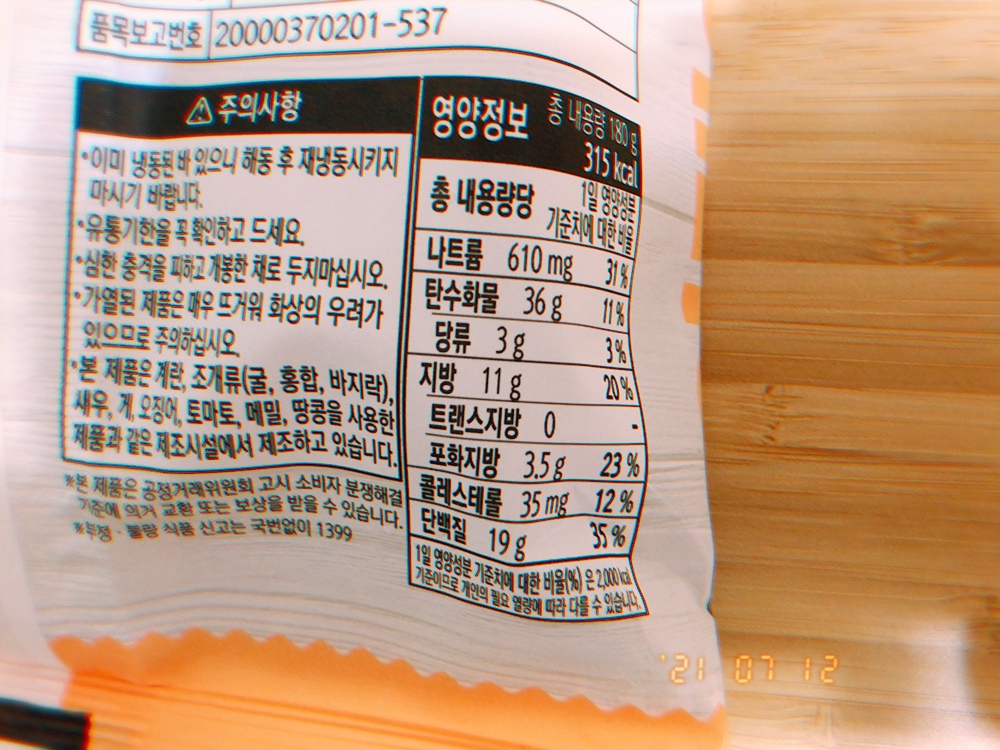 품목보고번호 20000370201-537
⚠ 주의사항
•이미 냉동된 바 있으니 해동 후 재냉동시키지
마시기 바랍니다.
•유통기한을 꼭 확인하고 드세요.
•심한 충격을 피하고 개봉한 채로 두지마십시오.
•가열된 제품은 매우 뜨거워 화상의 우려가
있으므로 주의하십시오.
•본 제품은 계란, 조개류(굴, 홍합, 바지락),
새우, 게, 오징어, 토마토, 메밀, 땅콩을 사용한
제품과 같은 제조시설에서 제조하고 있습니다.
※본 제품은 공정거래위원회 고시 소비자 분쟁해결
기준에 의거 교환 또는 보상을 받을 수 있습니다.
※부정·불량 식품 신고는 국번없이 1399
영양정보 총 내용량 180 g
315 kcal
총 내용량당 1일 영양성분
기준치에 대한 비율
나트륨 610 mg 31 %
탄수화물 36 g 11 %
당류 3 g 3 %
지방 11 g 20 %
트랜스지방 0 -
포화지방 3.5 g 23 %
콜레스테롤 35 mg 12 %
단백질 19 g 35 %
1일 영양성분 기준치에 대한 비율(%) 은 2,000 kcal
기준이므로 개인의 필요 열량에 따라 다를 수 있습니다.
'21 07 12